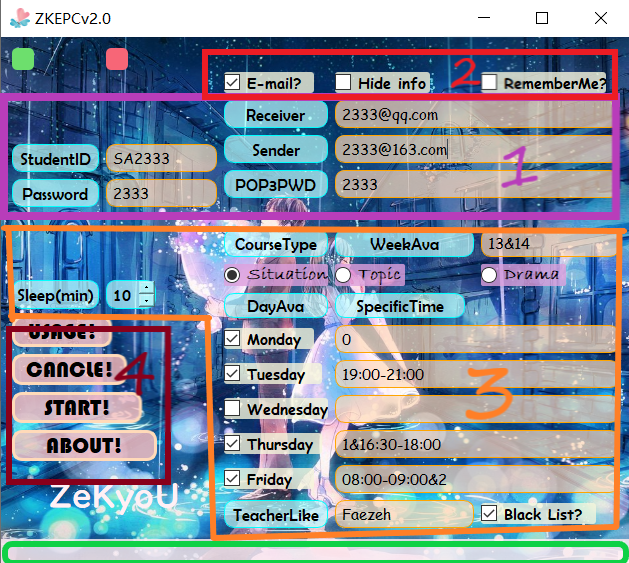 ZKEPCv2.0
2
E-mail? Hide info RememberMe?
Receiver 2333@qq.com
Sender 2333@163.com
1
StudentID SA2333
Password 2333
POP3PWD 2333
CourseType WeekAva 13&14
Situation Topic Drama
Sleep(min) 10
DayAva SpecificTime
USAGE!
Monday 0
CANCLE! 4
Tuesday 19:00-21:00
3
START!
Wednesday
ABOUT!
Thursday 1&16:30-18:00
Friday 08:00-09:00&2
ZeKyoU
TeacherLike Faezeh Black List?